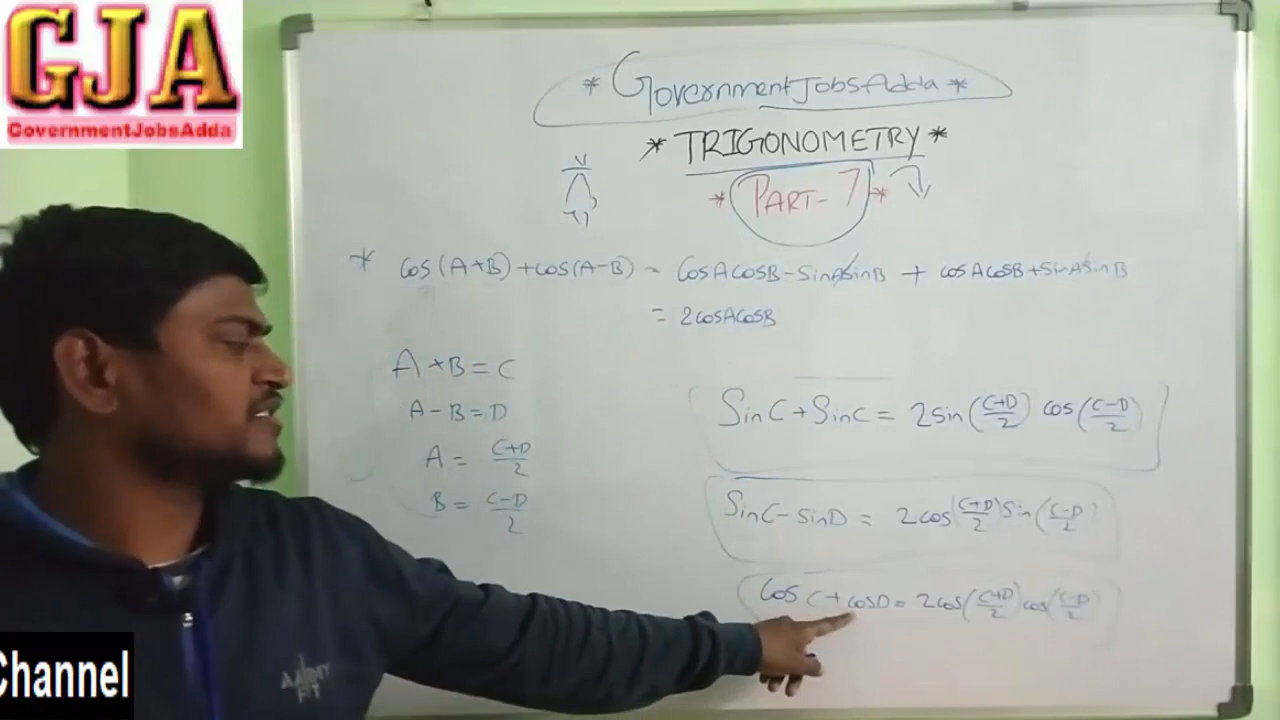 GJA
GovernmentJobsAdda
* GovernmentJobsAdda *
* TRIGONOMETRY *
* PART-7 *
* cos(A+B)+cos(A-B) = cosAcosB-sinAsinB + cosAcosB+sinAsinB
= 2cosAcosB
A+B=C
A-B=D
A= (C+D)/2
B= (C-D)/2
SinC+SinC= 2sin((C+D)/2) cos((C-D)/2)
SinC-sinD = 2cos((C+D)/2)sin((C-D)/2)
cos C+cosD= 2cos((C+D)/2)cos((C-D)/2)
Channel